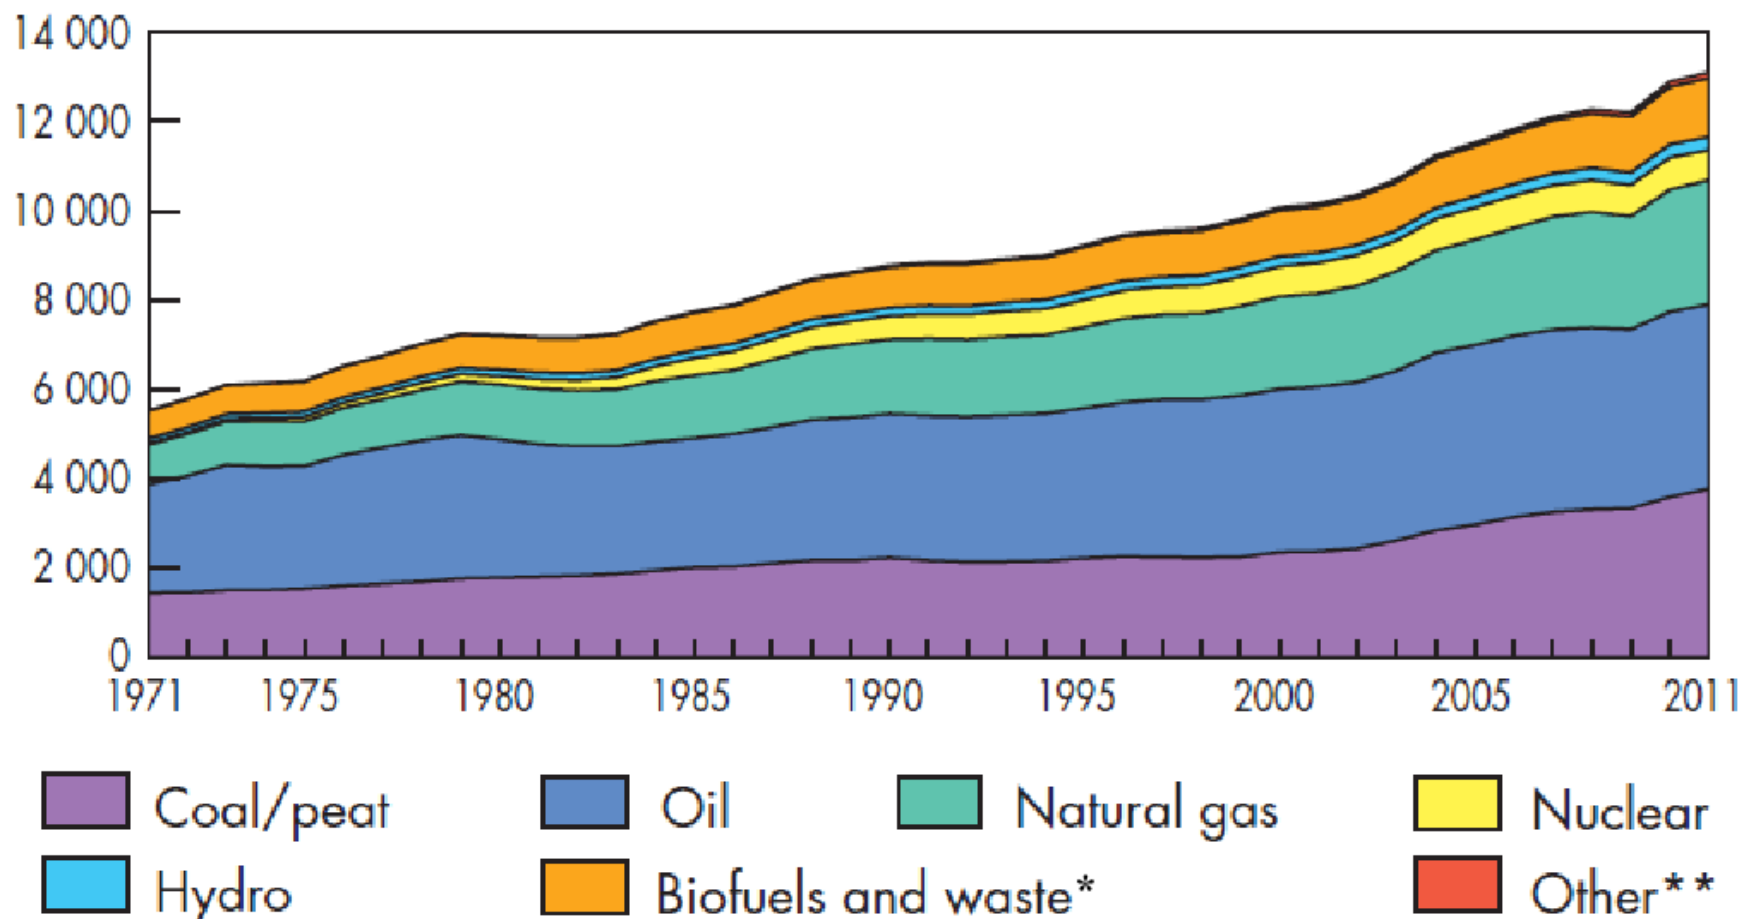 14 000
12 000
10 000
8 000
6 000
4 000
2 000
0
1971 1975 1980 1985 1990 1995 2000 2005 2011
Coal/peat Oil Natural gas Nuclear
Hydro Biofuels and waste* Other**